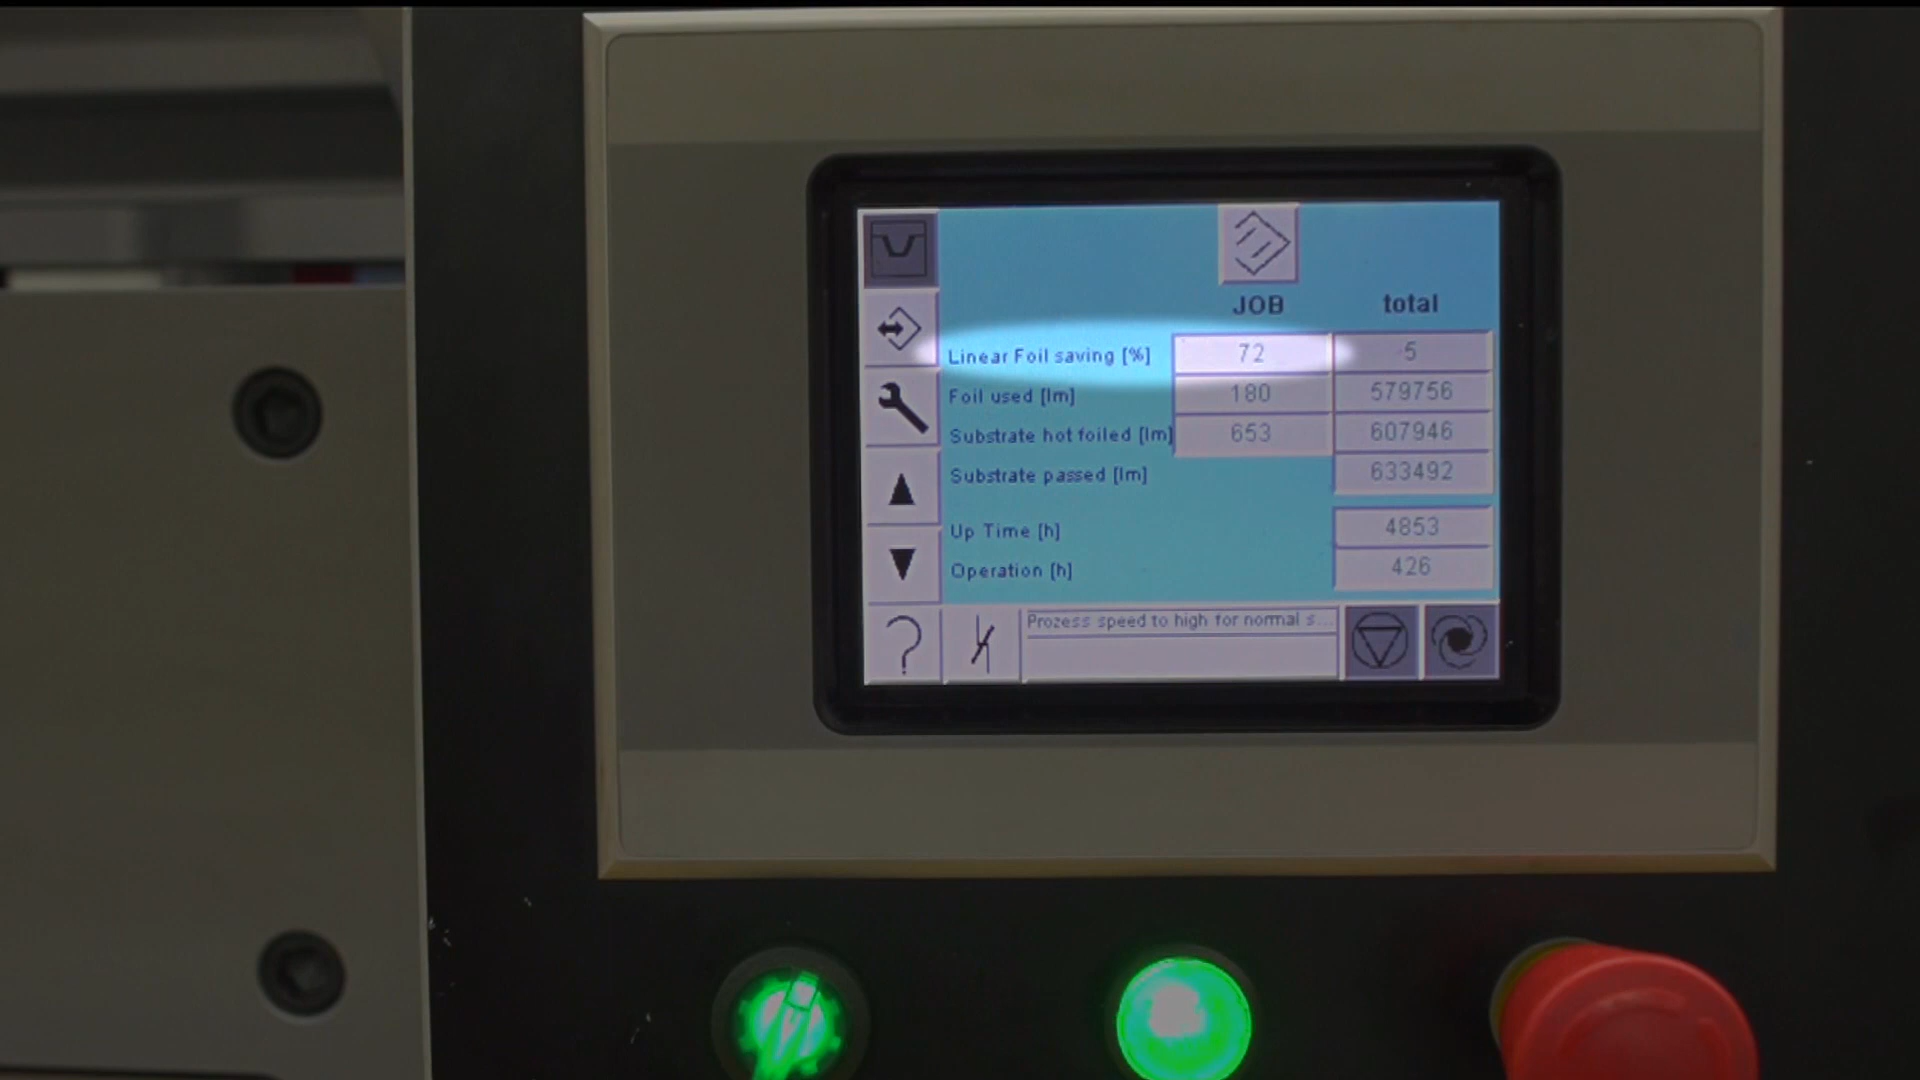 JOB total
Linear Foil saving [%] 72 5
Foil used [lm] 180 579756
Substrate hot foiled [lm] 653 607946
Substrate passed [lm] 633492
Up Time [h] 4853
Operation [h] 426
? Prozess speed to high for normal s...